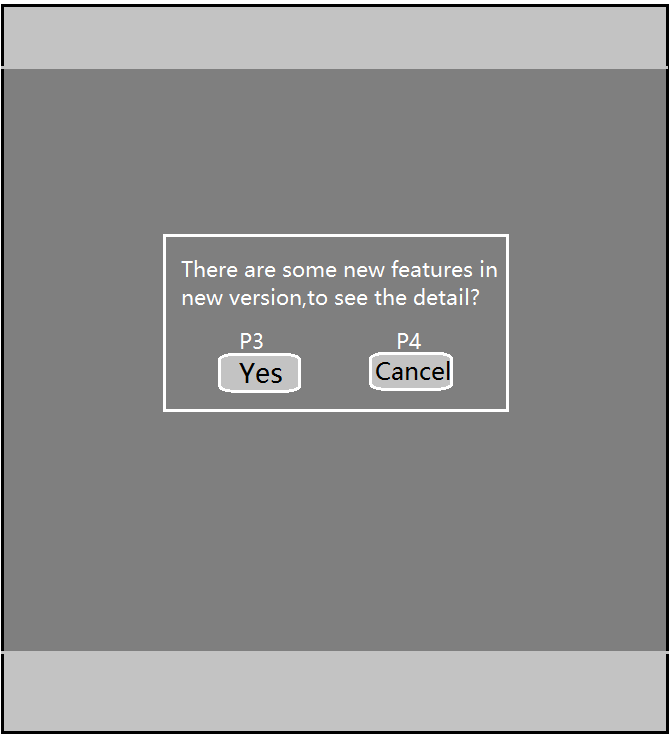 There are some new features in
new version,to see the detail?
P3 P4
Yes Cancel